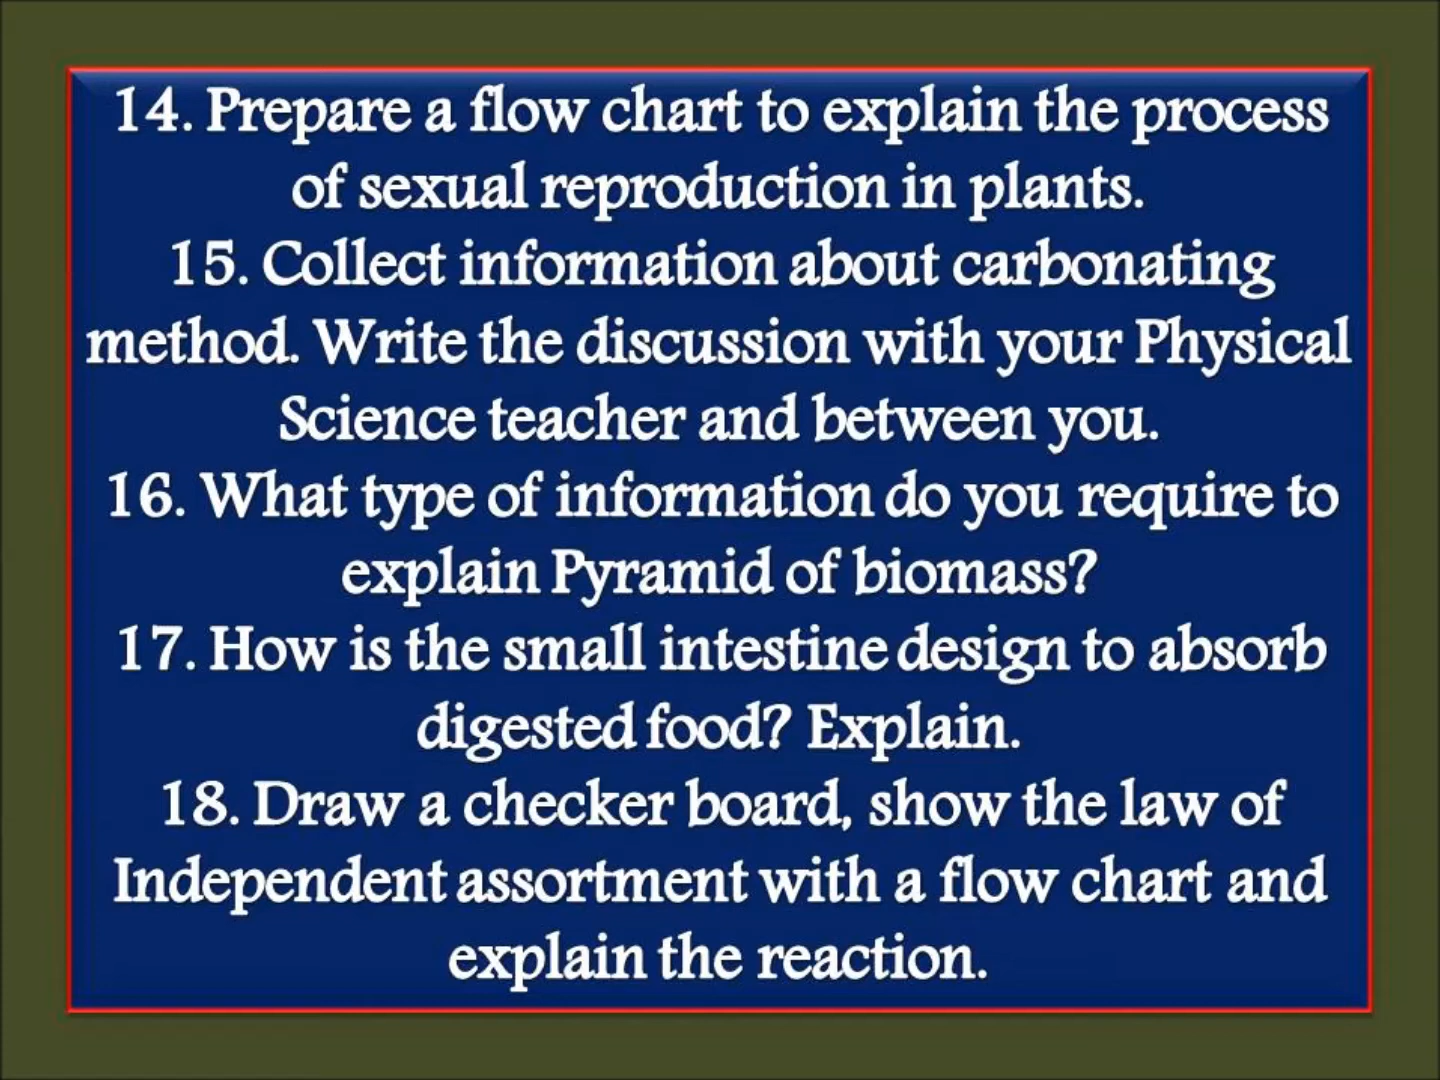 14. Prepare a flow chart to explain the process
of sexual reproduction in plants.
15. Collect information about carbonating
method. Write the discussion with your Physical
Science teacher and between you.
16. What type of information do you require to
explain Pyramid of biomass?
17. How is the small intestine design to absorb
digested food? Explain.
18. Draw a checker board, show the law of
Independent assortment with a flow chart and
explain the reaction.